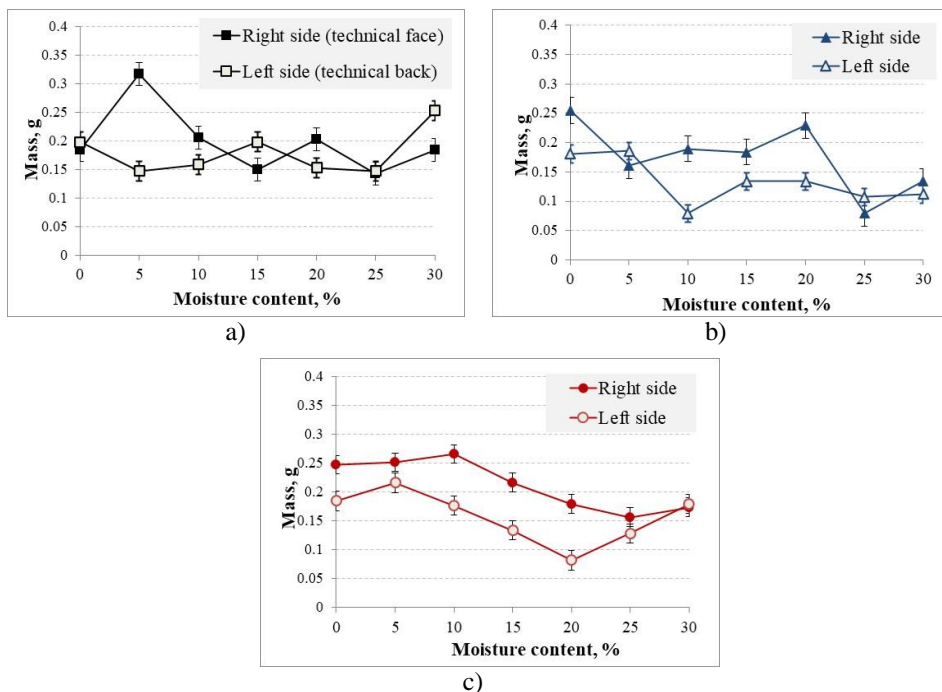 0.4
0.35
0.3
0.25
0.2
0.15
0.1
0.05
0
Mass, g
Right side (technical face)
Left side (technical back)
0 5 10 15 20 25 30
Moisture content, %
a)
0.4
0.35
0.3
0.25
0.2
0.15
0.1
0.05
0
Mass, g
Right side
Left side
0 5 10 15 20 25 30
Moisture content, %
b)
0.4
0.35
0.3
0.25
0.2
0.15
0.1
0.05
0
Mass, g
Right side
Left side
0 5 10 15 20 25 30
Moisture content, %
c)